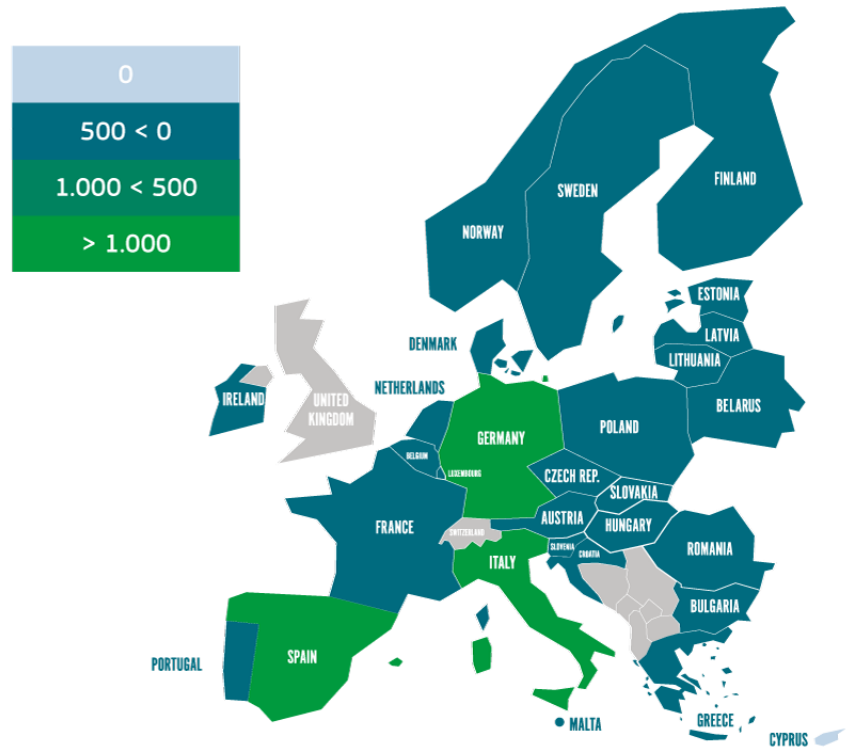 0
500 < 0
1.000 < 500
> 1.000
FINLAND
SWEDEN
NORWAY
ESTONIA
LATVIA
DENMARK
LITHUANIA
NETHERLANDS
IRELAND
UNITED
KINGDOM
BELARUS
POLAND
GERMANY
BELGIUM
LUXEMBOURG
CZECH REP.
SLOVAKIA
AUSTRIA
FRANCE
HUNGARY
SWITZERLAND
SLOVENIA
CROATIA
ROMANIA
ITALY
BULGARIA
SPAIN
PORTUGAL
GREECE
MALTA
CYPRUS